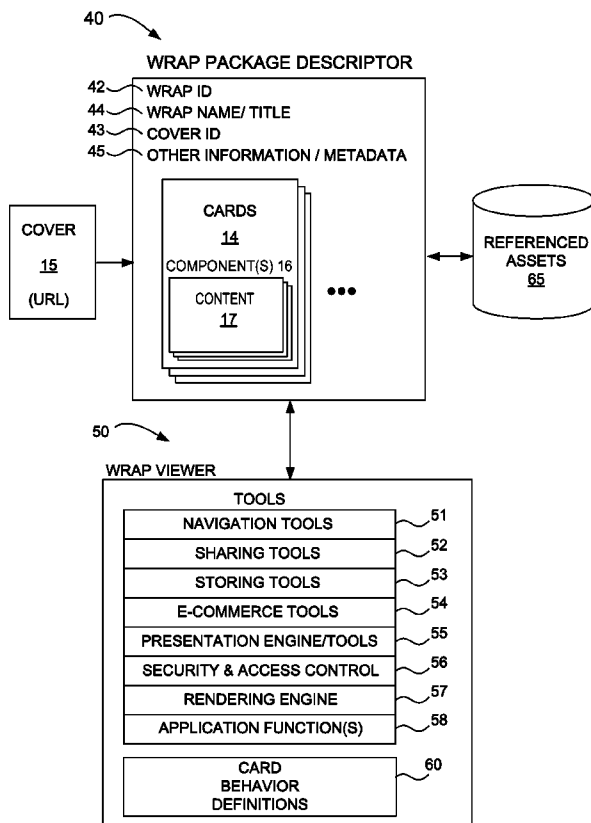 40
WRAP PACKAGE DESCRIPTOR
42 WRAP ID
44 WRAP NAME/ TITLE
43 COVER ID
45 OTHER INFORMATION / METADATA
COVER
15
(URL)
CARDS
14
COMPONENT(S) 16
CONTENT
17
REFERENCED
ASSETS
65
50
WRAP VIEWER
TOOLS
NAVIGATION TOOLS 51
SHARING TOOLS 52
STORING TOOLS 53
E-COMMERCE TOOLS 54
PRESENTATION ENGINE/TOOLS 55
SECURITY & ACCESS CONTROL 56
RENDERING ENGINE 57
APPLICATION FUNCTION(S) 58
CARD 60
BEHAVIOR
DEFINITIONS